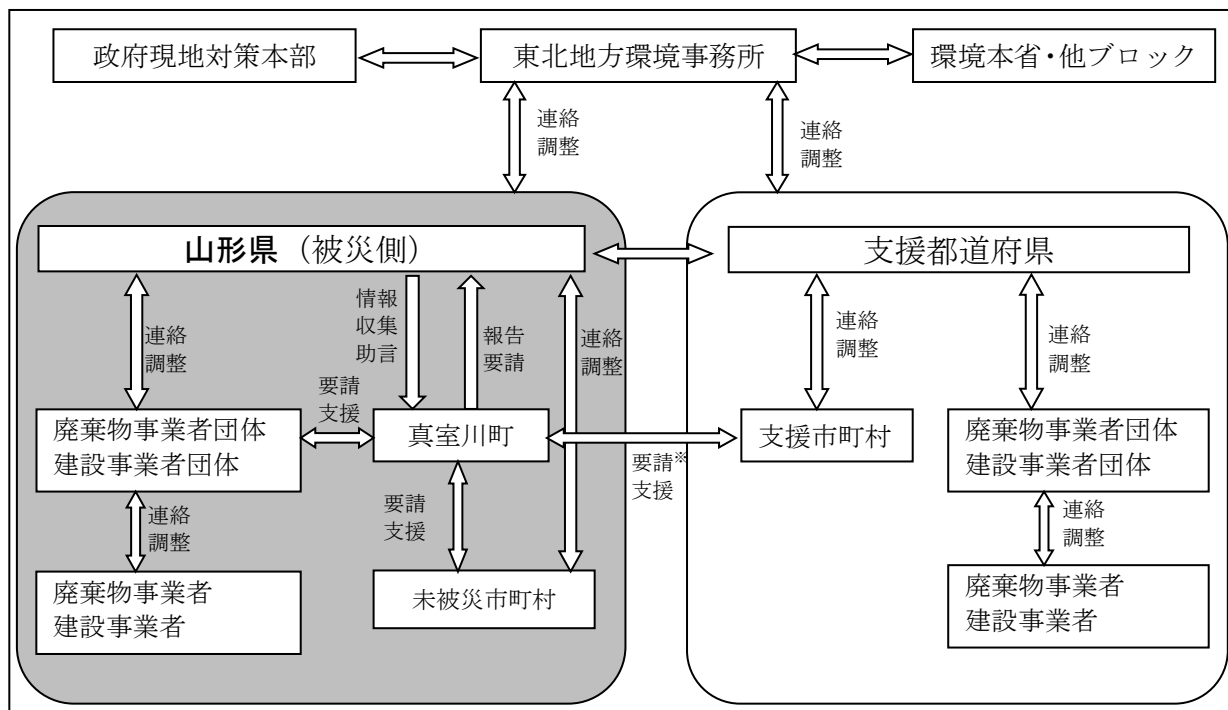 政府現地対策本部
東北地方環境事務所
環境本省・他ブロック
連絡
調整
連絡
調整
山形県（被災側）
支援都道府県
連絡
調整
情報
収集
助言
報告
要請
連絡
調整
連絡
調整
連絡
調整
要請
支援
廃棄物事業者団体
建設事業者団体
真室川町
要請※
支援
支援市町村
廃棄物事業者団体
建設事業者団体
連絡
調整
要請
支援
連絡
調整
廃棄物事業者
建設事業者
未被災市町村
廃棄物事業者
建設事業者